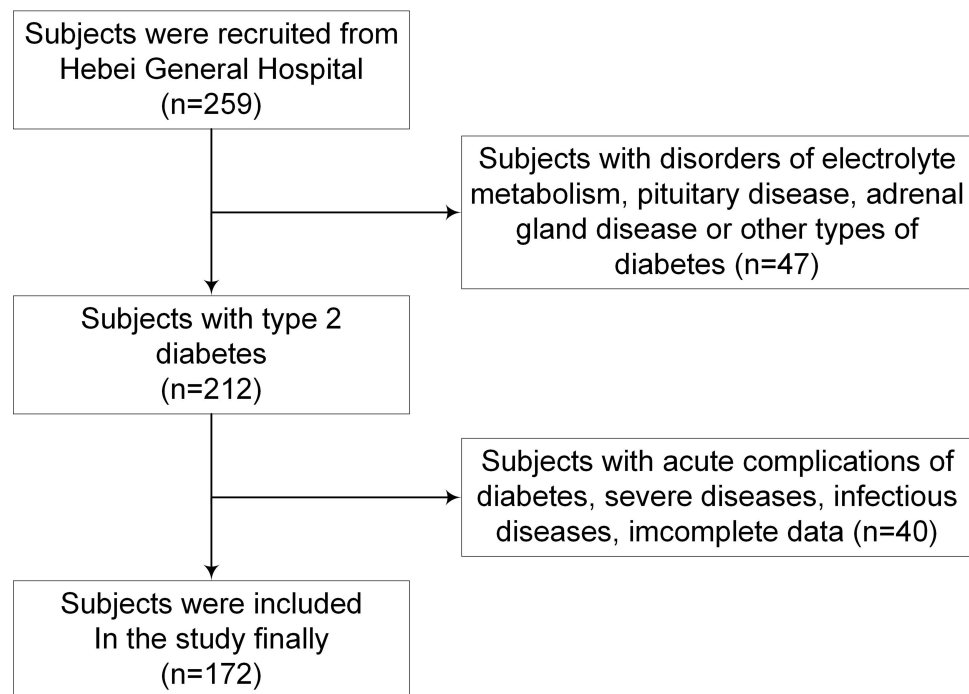 Subjects were recruited from
Hebei General Hospital
(n=259)
Subjects with disorders of electrolyte
metabolism, pituitary disease, adrenal
gland disease or other types of
diabetes (n=47)
Subjects with type 2
diabetes
(n=212)
Subjects with acute complications of
diabetes, severe diseases, infectious
diseases, imcomplete data (n=40)
Subjects were included
In the study finally
(n=172)